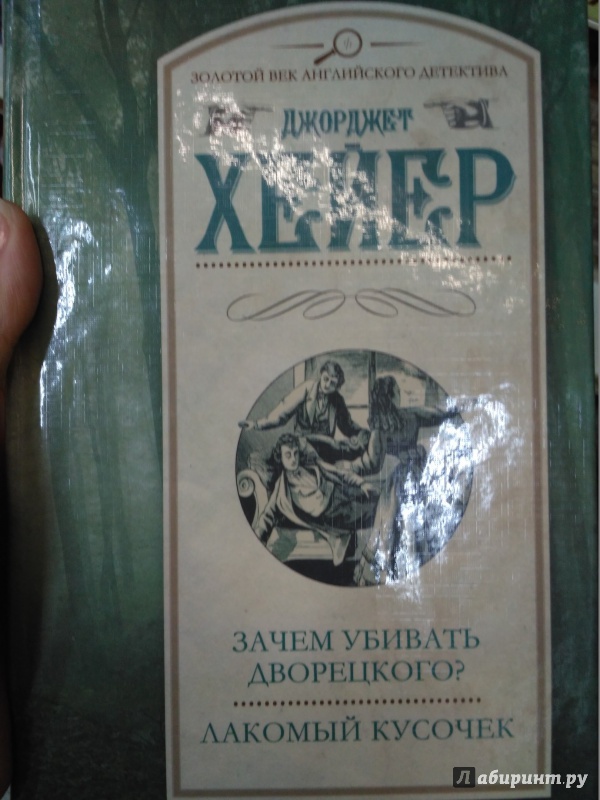 ЗОЛОТОЙ ВЕК АНГЛИЙСКОГО ДЕТЕКТИВА
ДЖОРДЖЕТ
ХЕЙЕР
ЗАЧЕМ УБИВАТЬ
ДВОРЕЦКОГО?
ЛАКОМЫЙ КУСОЧЕК
Лабиринт.ру